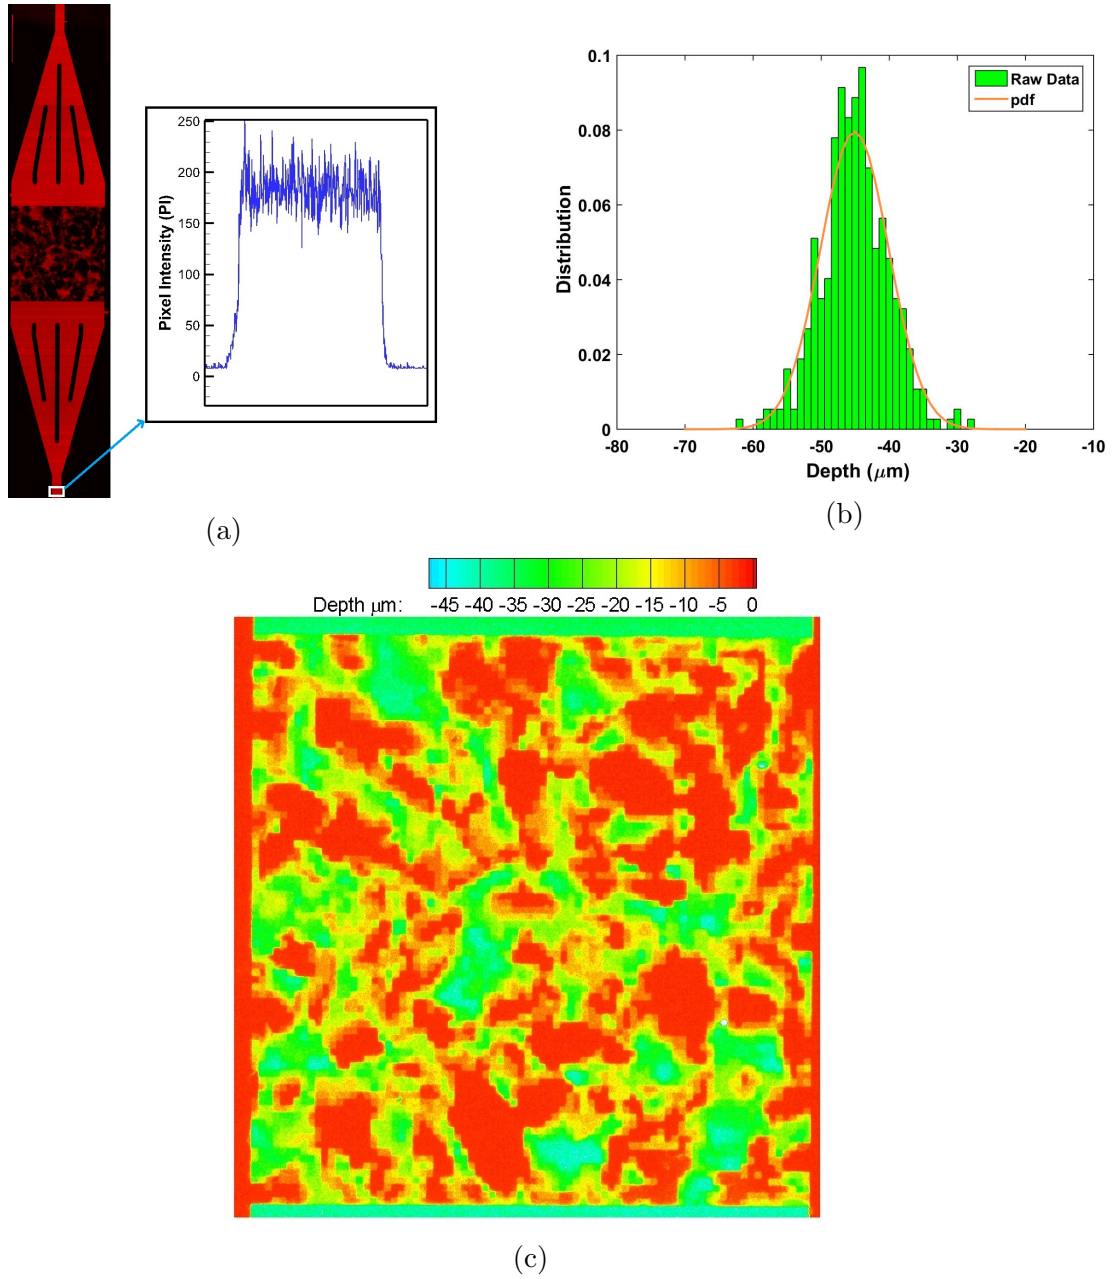 250
200
150
100
50
0
Pixel Intensity (PI)
(a)
0.1
0.08
0.06
0.04
0.02
0
Distribution
-80 -70 -60 -50 -40 -30 -20 -10
Depth (μm)
Raw Data
pdf
(b)
Depth μm: -45 -40 -35 -30 -25 -20 -15 -10 -5 0
(c)